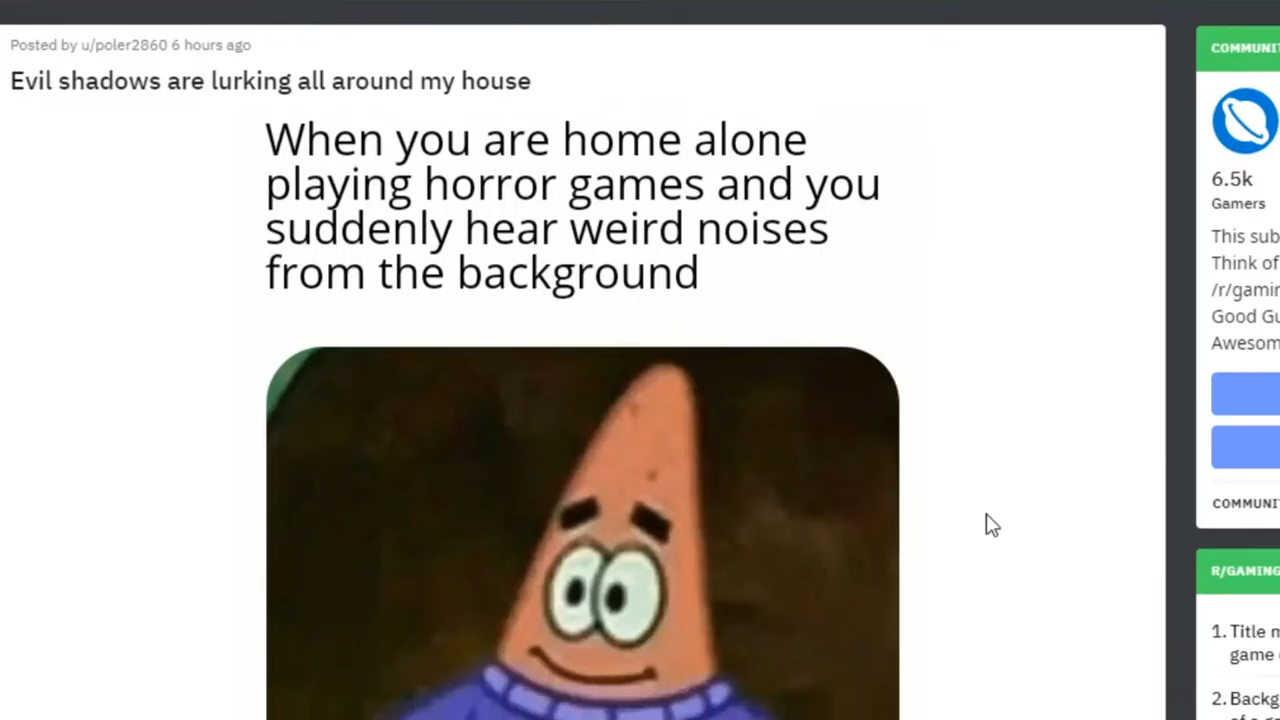 Posted by u/poler2860 6 hours ago
Evil shadows are lurking all around my house
When you are home alone
playing horror games and you
suddenly hear weird noises
from the background
COMMUNI
6.5k
Gamers
This sub
Think of
/r/gamin
Good Gu
Awesom
COMMUNI
R/GAMING
1. Title m
game
2. Backg